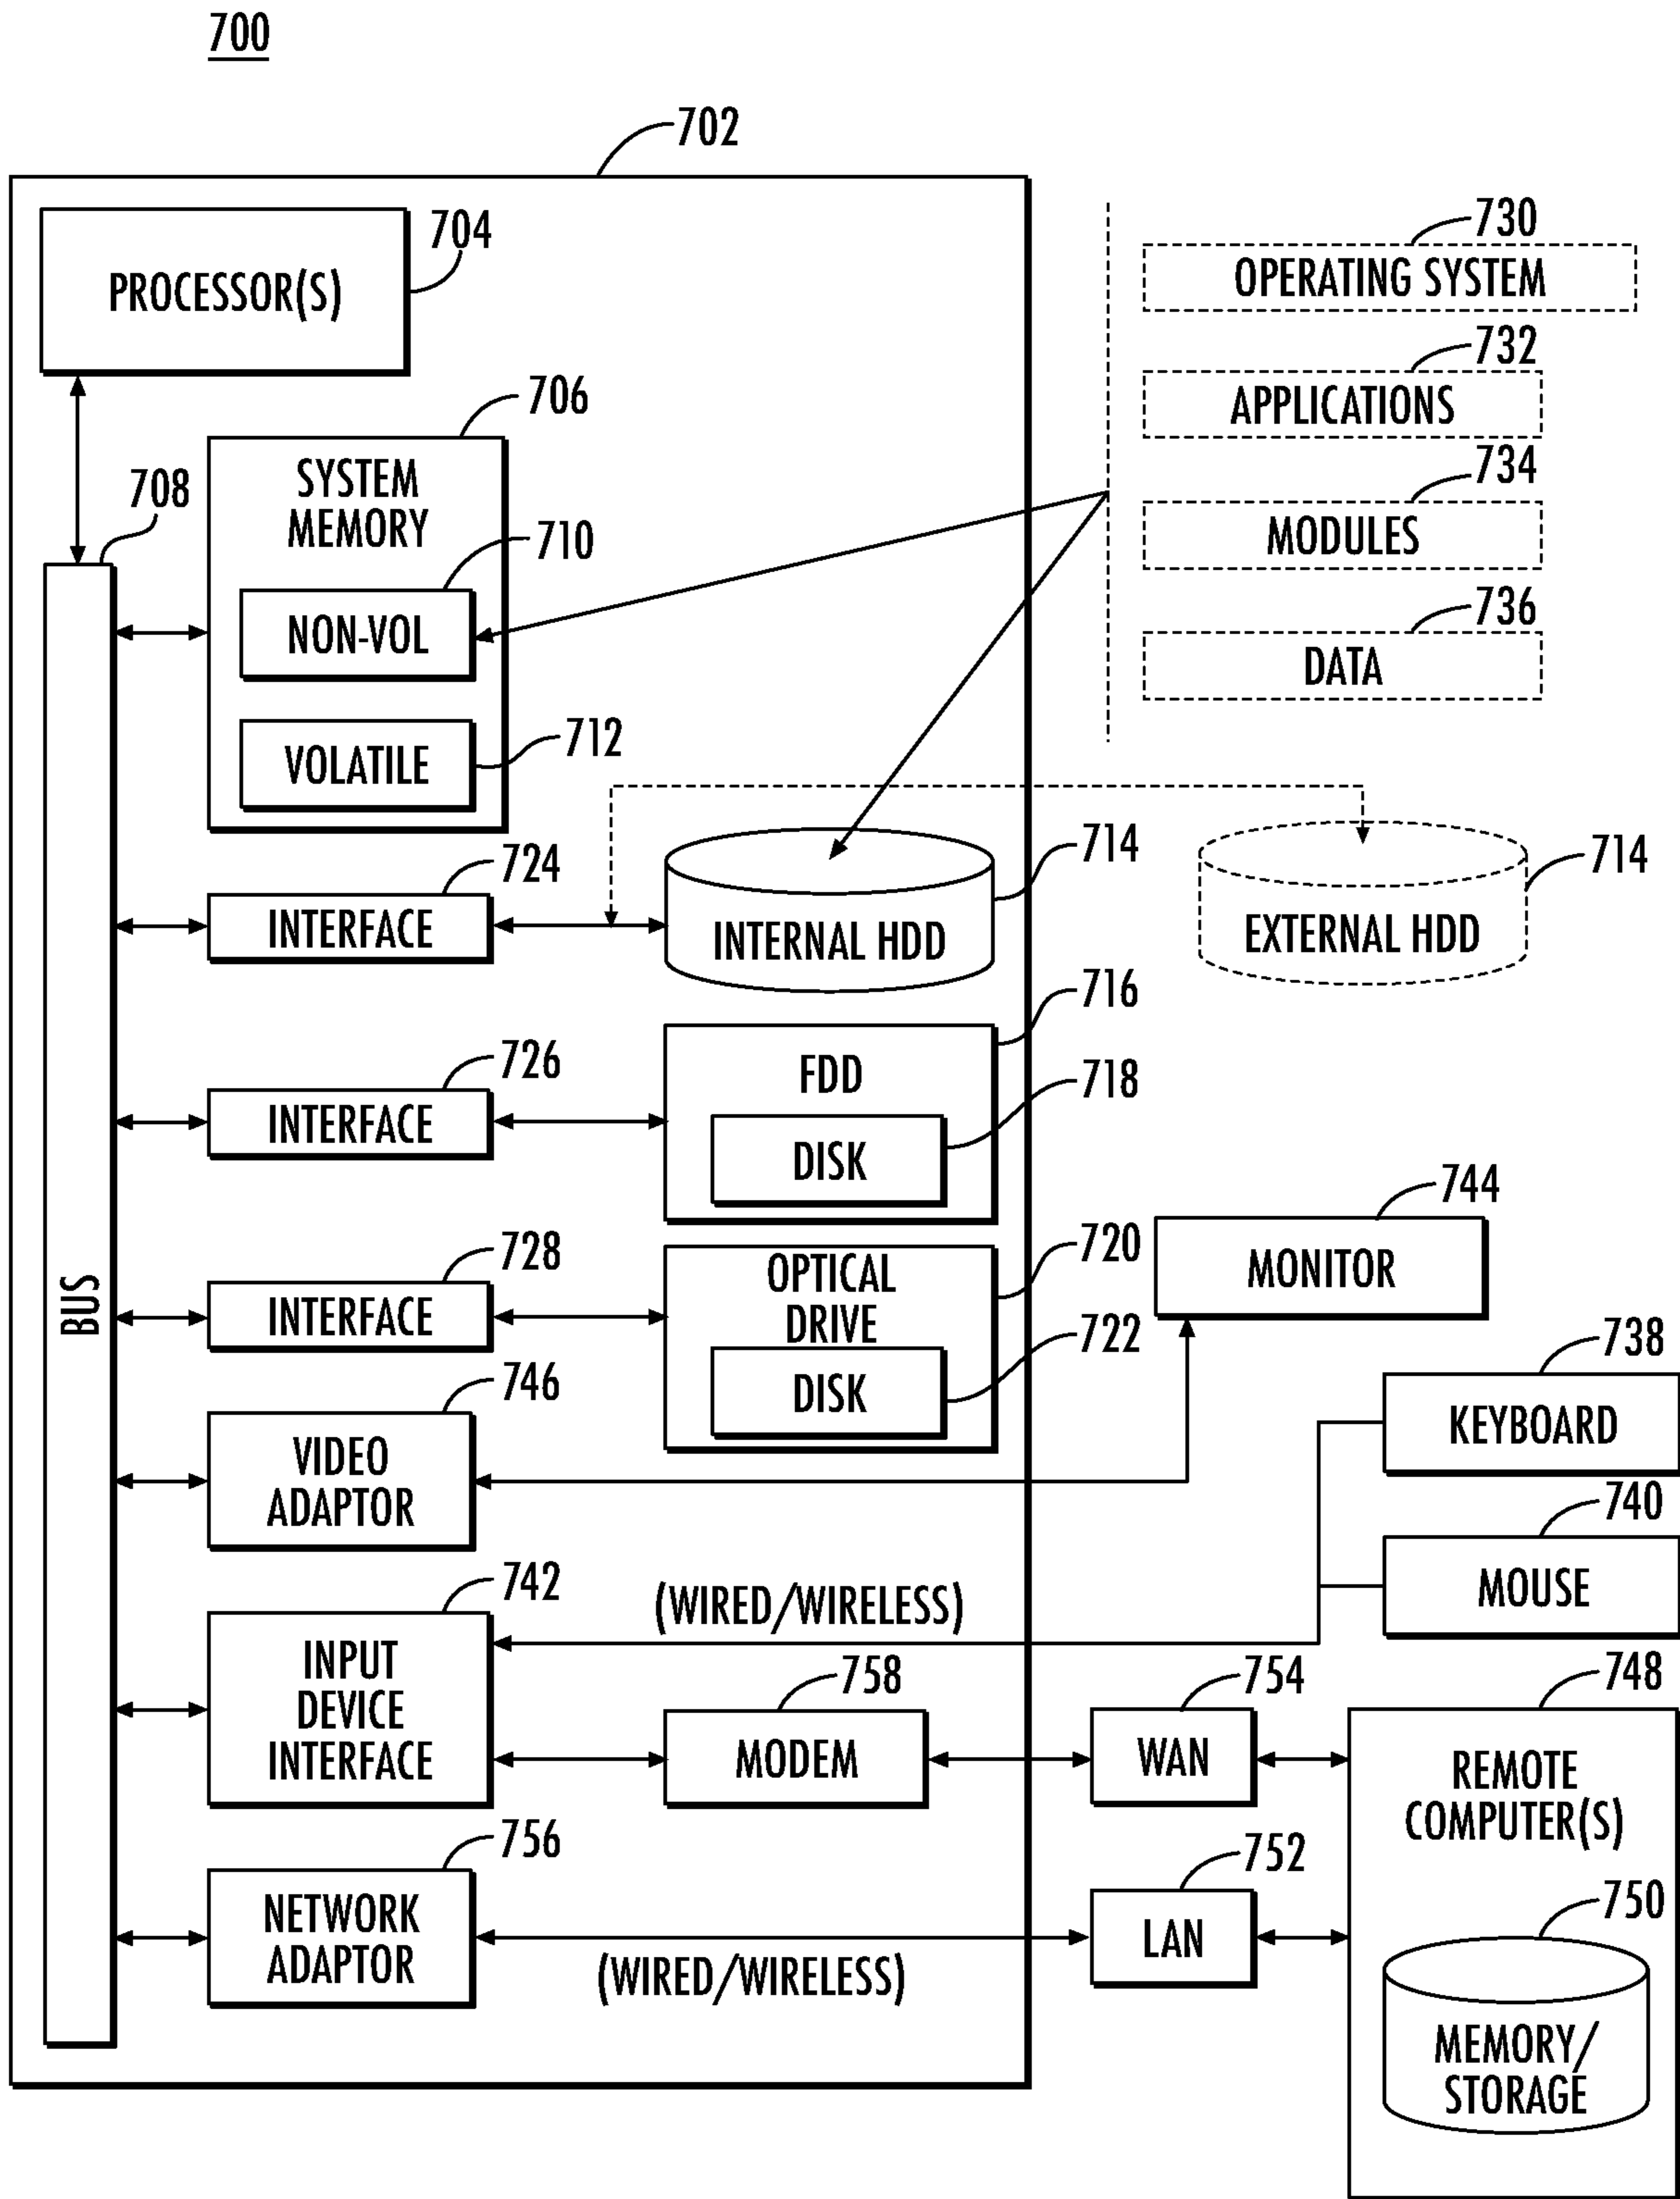 700
702
PROCESSOR(S)
704
730
OPERATING SYSTEM
732
APPLICATIONS
734
MODULES
736
DATA
706
SYSTEM
MEMORY
708
710
NON-VOL
712
VOLATILE
BUS
724
INTERFACE
714
INTERNAL HDD
714
EXTERNAL HDD
726
INTERFACE
716
FDD
718
DISK
728
INTERFACE
720
OPTICAL
DRIVE
722
DISK
744
MONITOR
746
VIDEO
ADAPTOR
738
KEYBOARD
740
MOUSE
742
INPUT
DEVICE
INTERFACE
(WIRED/WIRELESS)
758
MODEM
754
WAN
748
REMOTE
COMPUTER(S)
756
NETWORK
ADAPTOR
(WIRED/WIRELESS)
752
LAN
750
MEMORY/
STORAGE